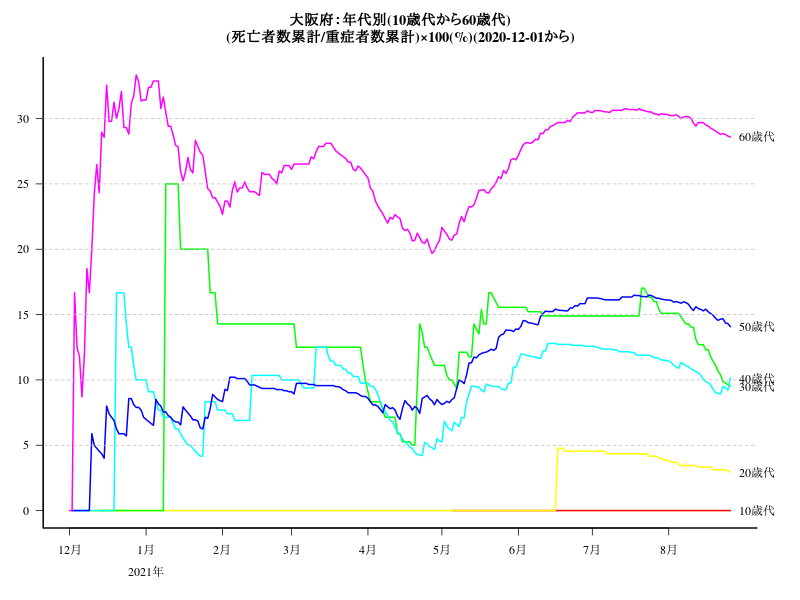 大阪府：年代別(10歳代から60歳代)
(死亡者数累計/重症者数累計)×100(%)(2020-12-01から)
30
25
20
15
10
5
0
60歳代
50歳代
40歳代
30歳代
20歳代
10歳代
12月 1月 2月 3月 4月 5月 6月 7月 8月
2021年